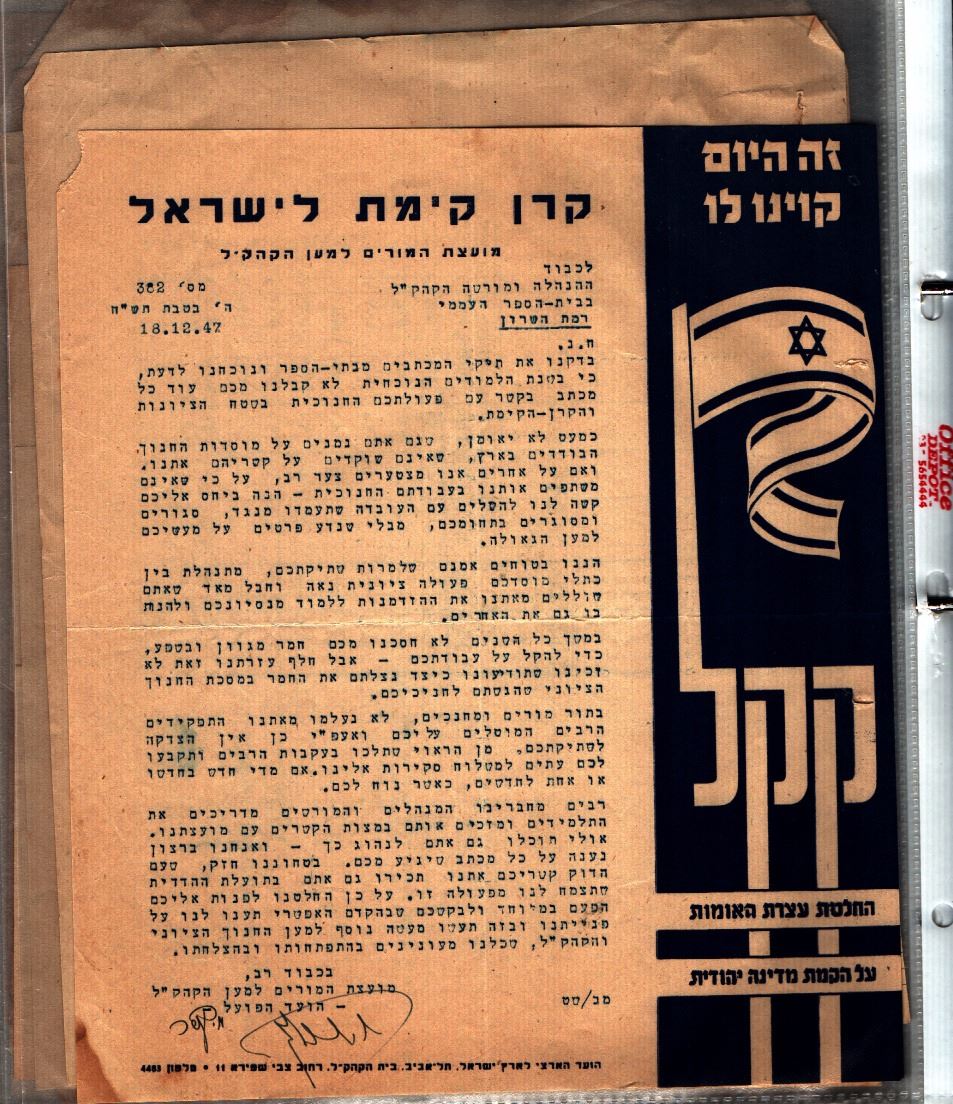 קרן קימת לישראל
מועצת המורים למען הקהק״ל
לכבוד
ההנהלה ומורשה הקהק"ל
בבית-הספר העממי
רמת השרון
מס' 362
ה' בטבת תש"ח
18.12.47
ח.נ.
בדקנו את תיקי המכתבים מבתי-הספר ונוכחנו לדעת,
כי בשנת הלמודים הנוכחית לא קבלנו מכם עוד כל
מכתב בקשר עם פעולתכם החנוכית בשטח הציונות
והקרן-הקימת.
כמעט לא יאומן, שגם אתם נמנים על מוסדות החנוך
הבודדים בארץ, שאינם שוקדים על קשריהם אתנו.
ואם על אחרים אנו מצטערים צער רב, על כי שאינם
משתפים אותנו בעבודתם החנוכית - הנה ביחס אליכם
קשה לנו להשלים עם העובדה שתעמדו מנגד, סגורים
ומסוגרים בתחומכם, מבלי שנדע פרטים על מעשיכם
למען הגאולה.
הננו בטוחים אמנם שלמרות שתיקתכם, מתנהלת בין
כתלי מוסדכם פעולה ציונית נאה וחבל מאד שאתם
שוללים מאתנו את ההזדמנות ללמוד מנסיונכם ולהנות
בו גם את האחרים.
במשך כל השנים לא חסכנו מכם חמר מגוון ובשפע,
כדי להקל על עבודתכם - אבל חלף עזרתנו זאת לא
זכינו שתודיעונו כיצד נצלתם את החמר במסכת החנוך
הציוני שהגשתם לחניכיכם.
בתור מורים ומחנכים, לא נעלמו מאתנו התפקידים
הרבים המוטלים עליכם ואעפ"י כן אין הצדקה
לשתיקתכם. מן הראוי שתלכו בעקבות הרבים ותקבעו
לכם עתים למשלוח סקירות אלינו.אם מדי חדש בחדשו
או אחת לחדשים, כאשר נוח לכם.
רבים מחברינו המנהלים והמורשים מדריכים את
התלמידים ומזכים אותם במצות הקשרים עם מועצתנו.
אולי תוכלו גם אתם לנהוג כך - ואנחנו ברצון
נענה על כל מכתב שיגיע מכם. בטחוננו חזק, שעם
הדוק קשריכם אתנו תכירו גם אתם בתועלת ההדדית
שתצמח לנו מפעולה זו. על כן החלטנו לפנות אליכם
הפעם במיוחד ולבקשכם שבהקדם האפשרי תענו לנו על
פנייתנו ובזה תעשו מעשה נוסף למען החנוך הציוני
והקהק"ל, שכלנו מעונינים בהתפתחותו ובהצלחתו.
בכבוד רב,
מועצת המורים למען הקהק"ל
- הועד הפועל
מב/שט
הועד הארצי לארץ־ישראל, תל־אביב, בית הקהק״ל, רחוב צבי שפירא 11 • טלפון 4463
זה היום
קוינו לו
קקל
החלטת עצרת האומות
על הקמת מדינה יהודית
Office
DEPOT
03-5654444